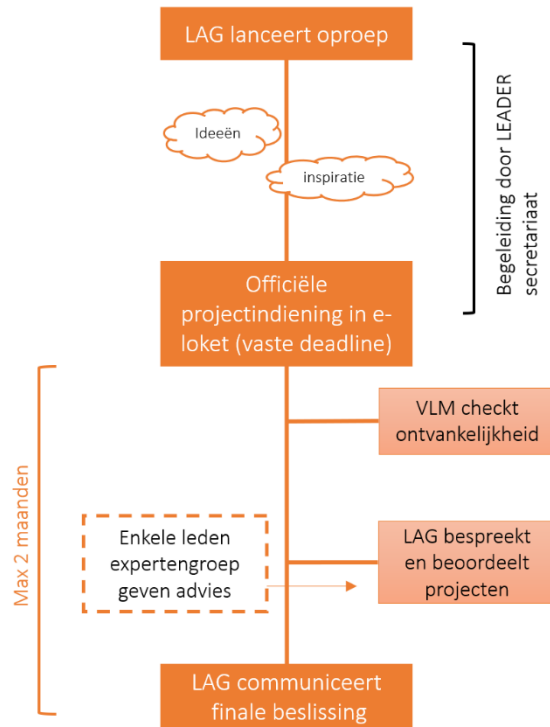 LAG lanceert oproep
Ideeën
inspiratie
Begeleiding door LEADER
secretariaat
Officiële
projectindiening in e-
loket (vaste deadline)
Max 2 maanden
VLM checkt
ontvankelijkheid
Enkele leden
expertengroep
geven advies
LAG bespreekt
en beoordeelt
projecten
LAG communiceert
finale beslissing